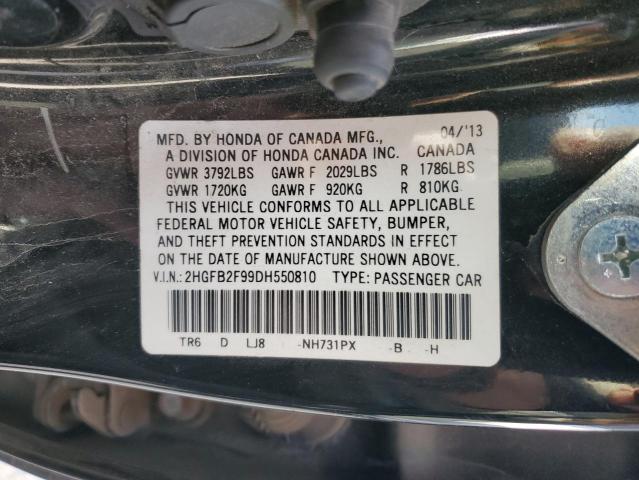 04/'13
MFD. BY HONDA OF CANADA MFG.,
A DIVISION OF HONDA CANADA INC. CANADA
GVWR 3792LBS GAWR F 2029LBS R 1786LBS
GVWR 1720KG GAWR F 920KG R 810KG
THIS VEHICLE CONFORMS TO ALL APPLICABLE
FEDERAL MOTOR VEHICLE SAFETY, BUMPER,
AND THEFT PREVENTION STANDARDS IN EFFECT
ON THE DATE OF MANUFACTURE SHOWN ABOVE.
V.I.N.: 2HGFB2F99DH550810 TYPE: PASSENGER CAR
TR6 D LJ8 -NH731PX -B -H